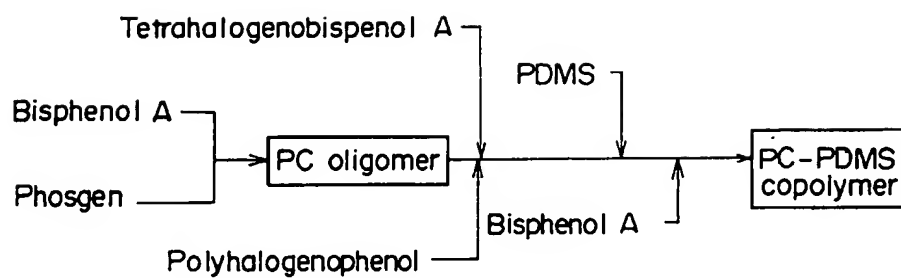 Tetrahalogenobispenol A
PDMS
Bisphenol A
PC oligomer
PC-PDMS
copolymer
Phosgen
Bisphenol A
Polyhalogenophenol